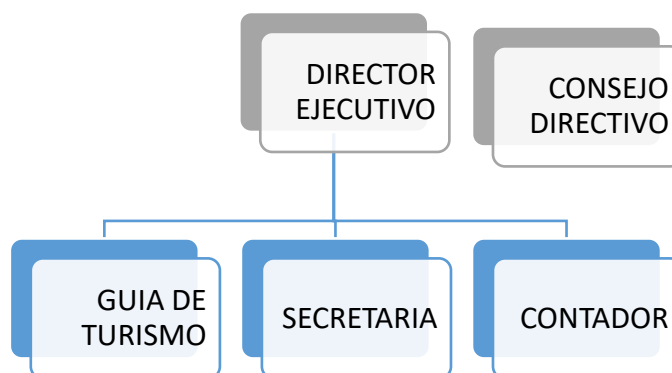 DIRECTOR
EJECUTIVO
CONSEJO
DIRECTIVO
GUIA DE
TURISMO
SECRETARIA
CONTADOR